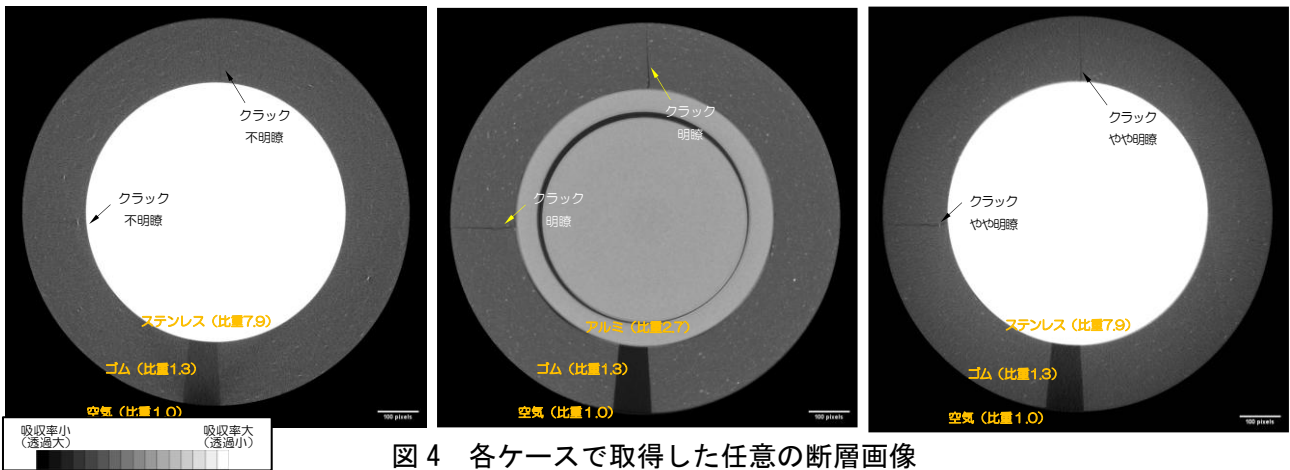 クラック
不明瞭
クラック
不明瞭
ステンレス（比重7.9）
ゴム（比重1.3）
空気（比重1.0）
100 pixels
吸収率小
（透過大）
吸収率大
（透過小）
クラック
明瞭
クラック
明瞭
アルミ（比重2.7）
ゴム（比重1.3）
空気（比重1.0）
100 pixels
クラック
やや明瞭
クラック
やや明瞭
ステンレス（比重7.9）
ゴム（比重1.3）
空気（比重1.0）
100 pixels
図４　各ケースで取得した任意の断層画像